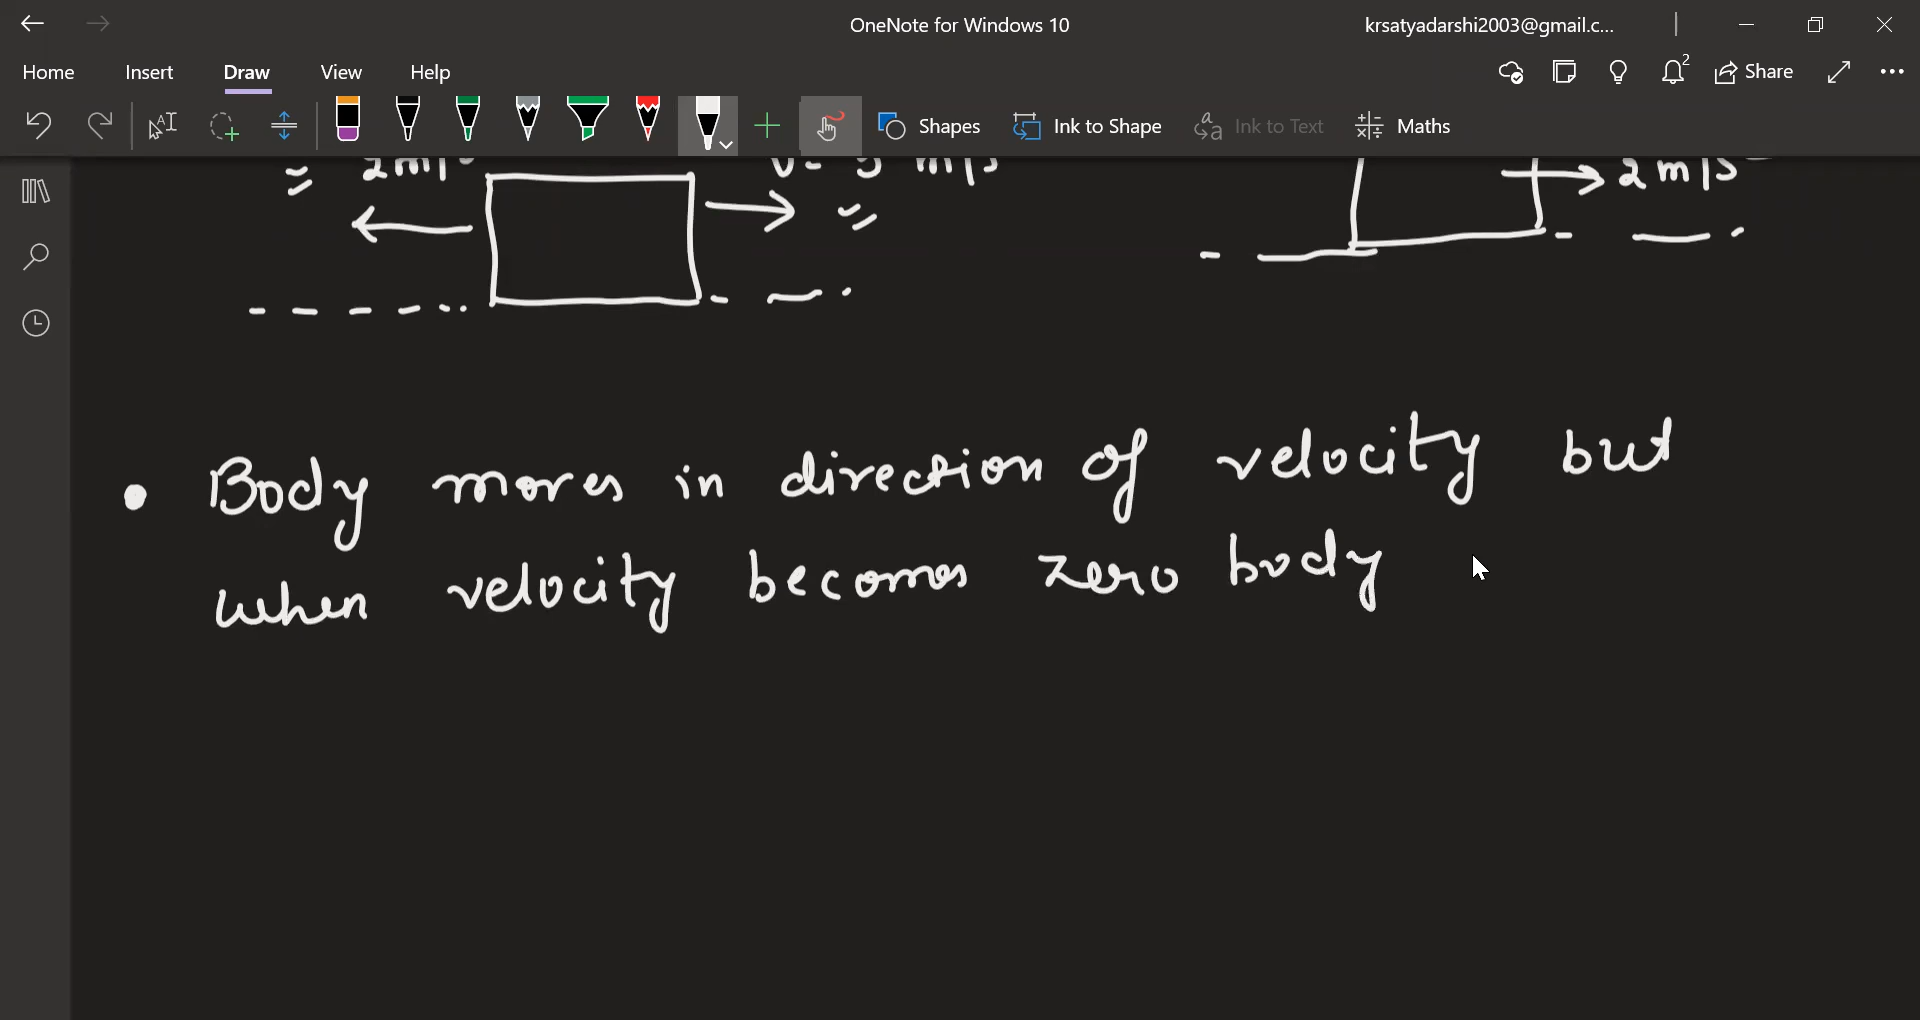 OneNote for Windows 10
krsatyadarshi2003@gmail.c...
Home Insert Draw View Help
2 Share
Shapes Ink to Shape Ink to Text Maths
= v = m/s
= 2 m/s
• Body moves in direction of velocity but
when velocity becomes zero body